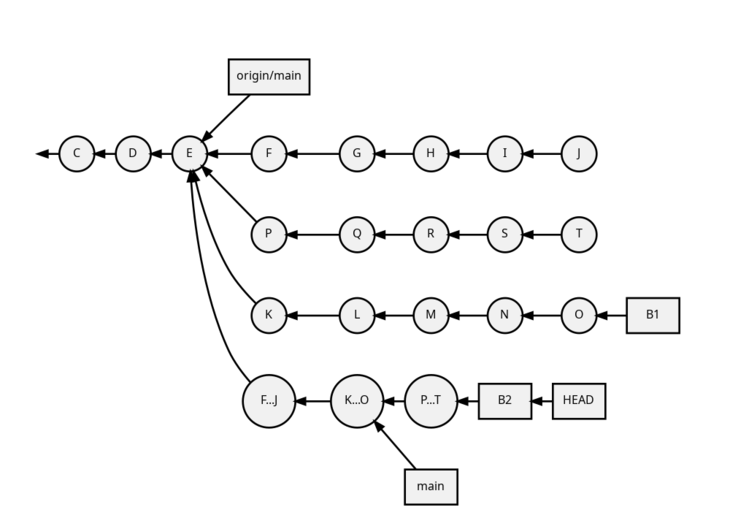 origin/main
C D E F G H I J
P Q R S T
K L M N O B1
F...J K...O P...T B2 HEAD
main